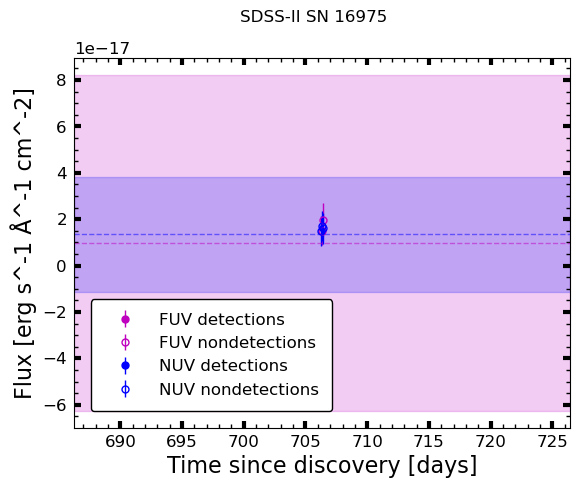 SDSS-II SN 16975
1e−17
Flux [erg s^-1 Å^-1 cm^-2]
8
6
4
2
0
−2
−4
−6
FUV detections
FUV nondetections
NUV detections
NUV nondetections
690 695 700 705 710 715 720 725
Time since discovery [days]